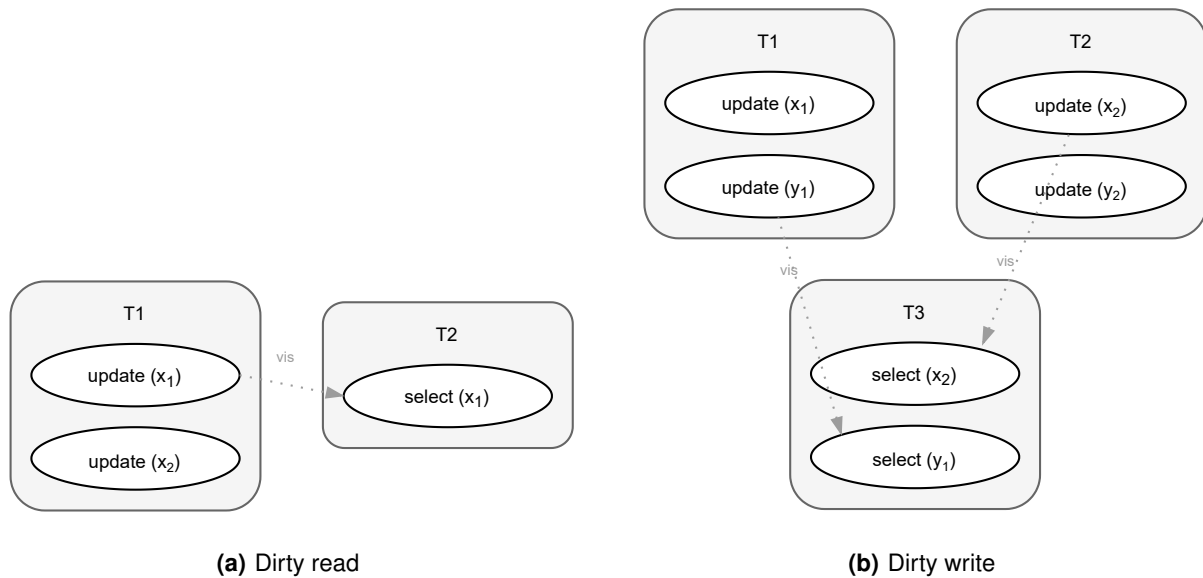 T1
update (x₁)
update (x₂)
vis
T2
select (x₁)
(a) Dirty read
T1
update (x₁)
update (y₁)
T2
update (x₂)
update (y₂)
vis
vis
T3
select (x₂)
select (y₁)
(b) Dirty write